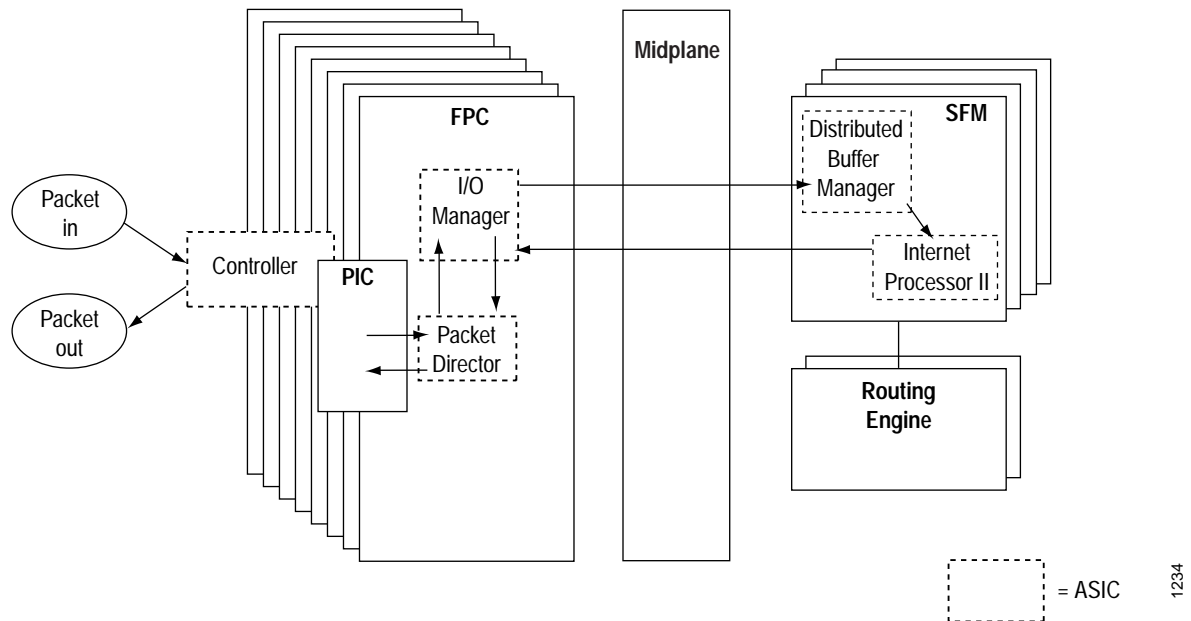 Midplane
FPC
SFM
Distributed
Buffer
Manager
I/O
Manager
Packet
in
Internet
Processor II
Controller
PIC
Packet
out
Packet
Director
Routing
Engine
= ASIC
1234